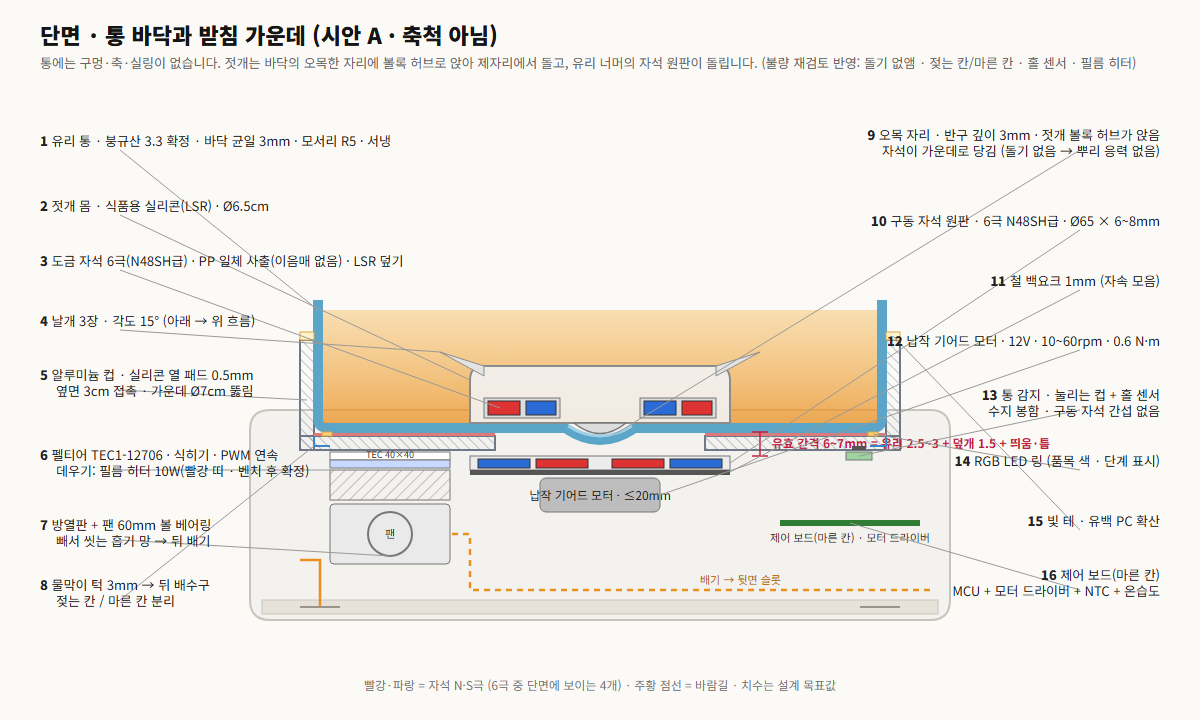 단면 · 통 바닥과 받침 가운데 (시안 A · 축척 아님)
통에는 구멍·축·실링이 없습니다. 젓개는 바닥의 오목한 자리에 볼록 허브로 앉아 제자리에서 돌고, 유리 너머의 자석 원판이 돌립니다. (불량 재검토 반영: 돌기 없앰 · 젖는 칸/마른 칸 · 홀 센서 · 필름 히터)
1 유리 통 · 붕규산 3.3 확정 · 바닥 균일 3mm · 모서리 R5 · 서냉
2 젓개 몸 · 식품용 실리콘(LSR) · Ø6.5cm
3 도금 자석 6극(N48SH급) · PP 일체 사출(이음매 없음) · LSR 덮기
4 날개 3장 · 각도 15° (아래 → 위 흐름)
5 알루미늄 컵 · 실리콘 열 패드 0.5mm
옆면 3cm 접촉 · 가운데 Ø7cm 뚫림
6 펠티어 TEC1-12706 · 식히기 · PWM 연속
데우기: 필름 히터 10W(빨강 띠 · 벤치 후 확정)
7 방열판 + 팬 60mm 볼 베어링
빼서 씻는 흡기 망 → 뒤 배기
8 물막이 턱 3mm → 뒤 배수구
젖는 칸 / 마른 칸 분리
9 오목 자리 · 반구 깊이 3mm · 젓개 볼록 허브가 앉음
자석이 가운데로 당김 (돌기 없음 → 뿌리 응력 없음)
10 구동 자석 원판 · 6극 N48SH급 · Ø65 × 6~8mm
11 철 백요크 1mm (자속 모음)
12 납작 기어드 모터 · 12V · 10~60rpm · 0.6 N·m
13 통 감지 · 눌리는 컵 + 홀 센서
수지 봉함 · 구동 자석 간섭 없음
유효 간격 6~7mm = 유리 2.5~3 + 덮개 1.5 + 띄움·틈
14 RGB LED 링 (품목 색 · 단계 표시)
15 빛 테 · 유백 PC 확산
16 제어 보드(마른 칸)
MCU + 모터 드라이버 + NTC + 온습도
TEC 40×40
납작 기어드 모터 · ≤20mm
팬
제어 보드(마른 칸) · 모터 드라이버
배기 → 뒷면 슬롯
빨강·파랑 = 자석 N·S극 (6극 중 단면에 보이는 4개) · 주황 점선 = 바람길 · 치수는 설계 목표값